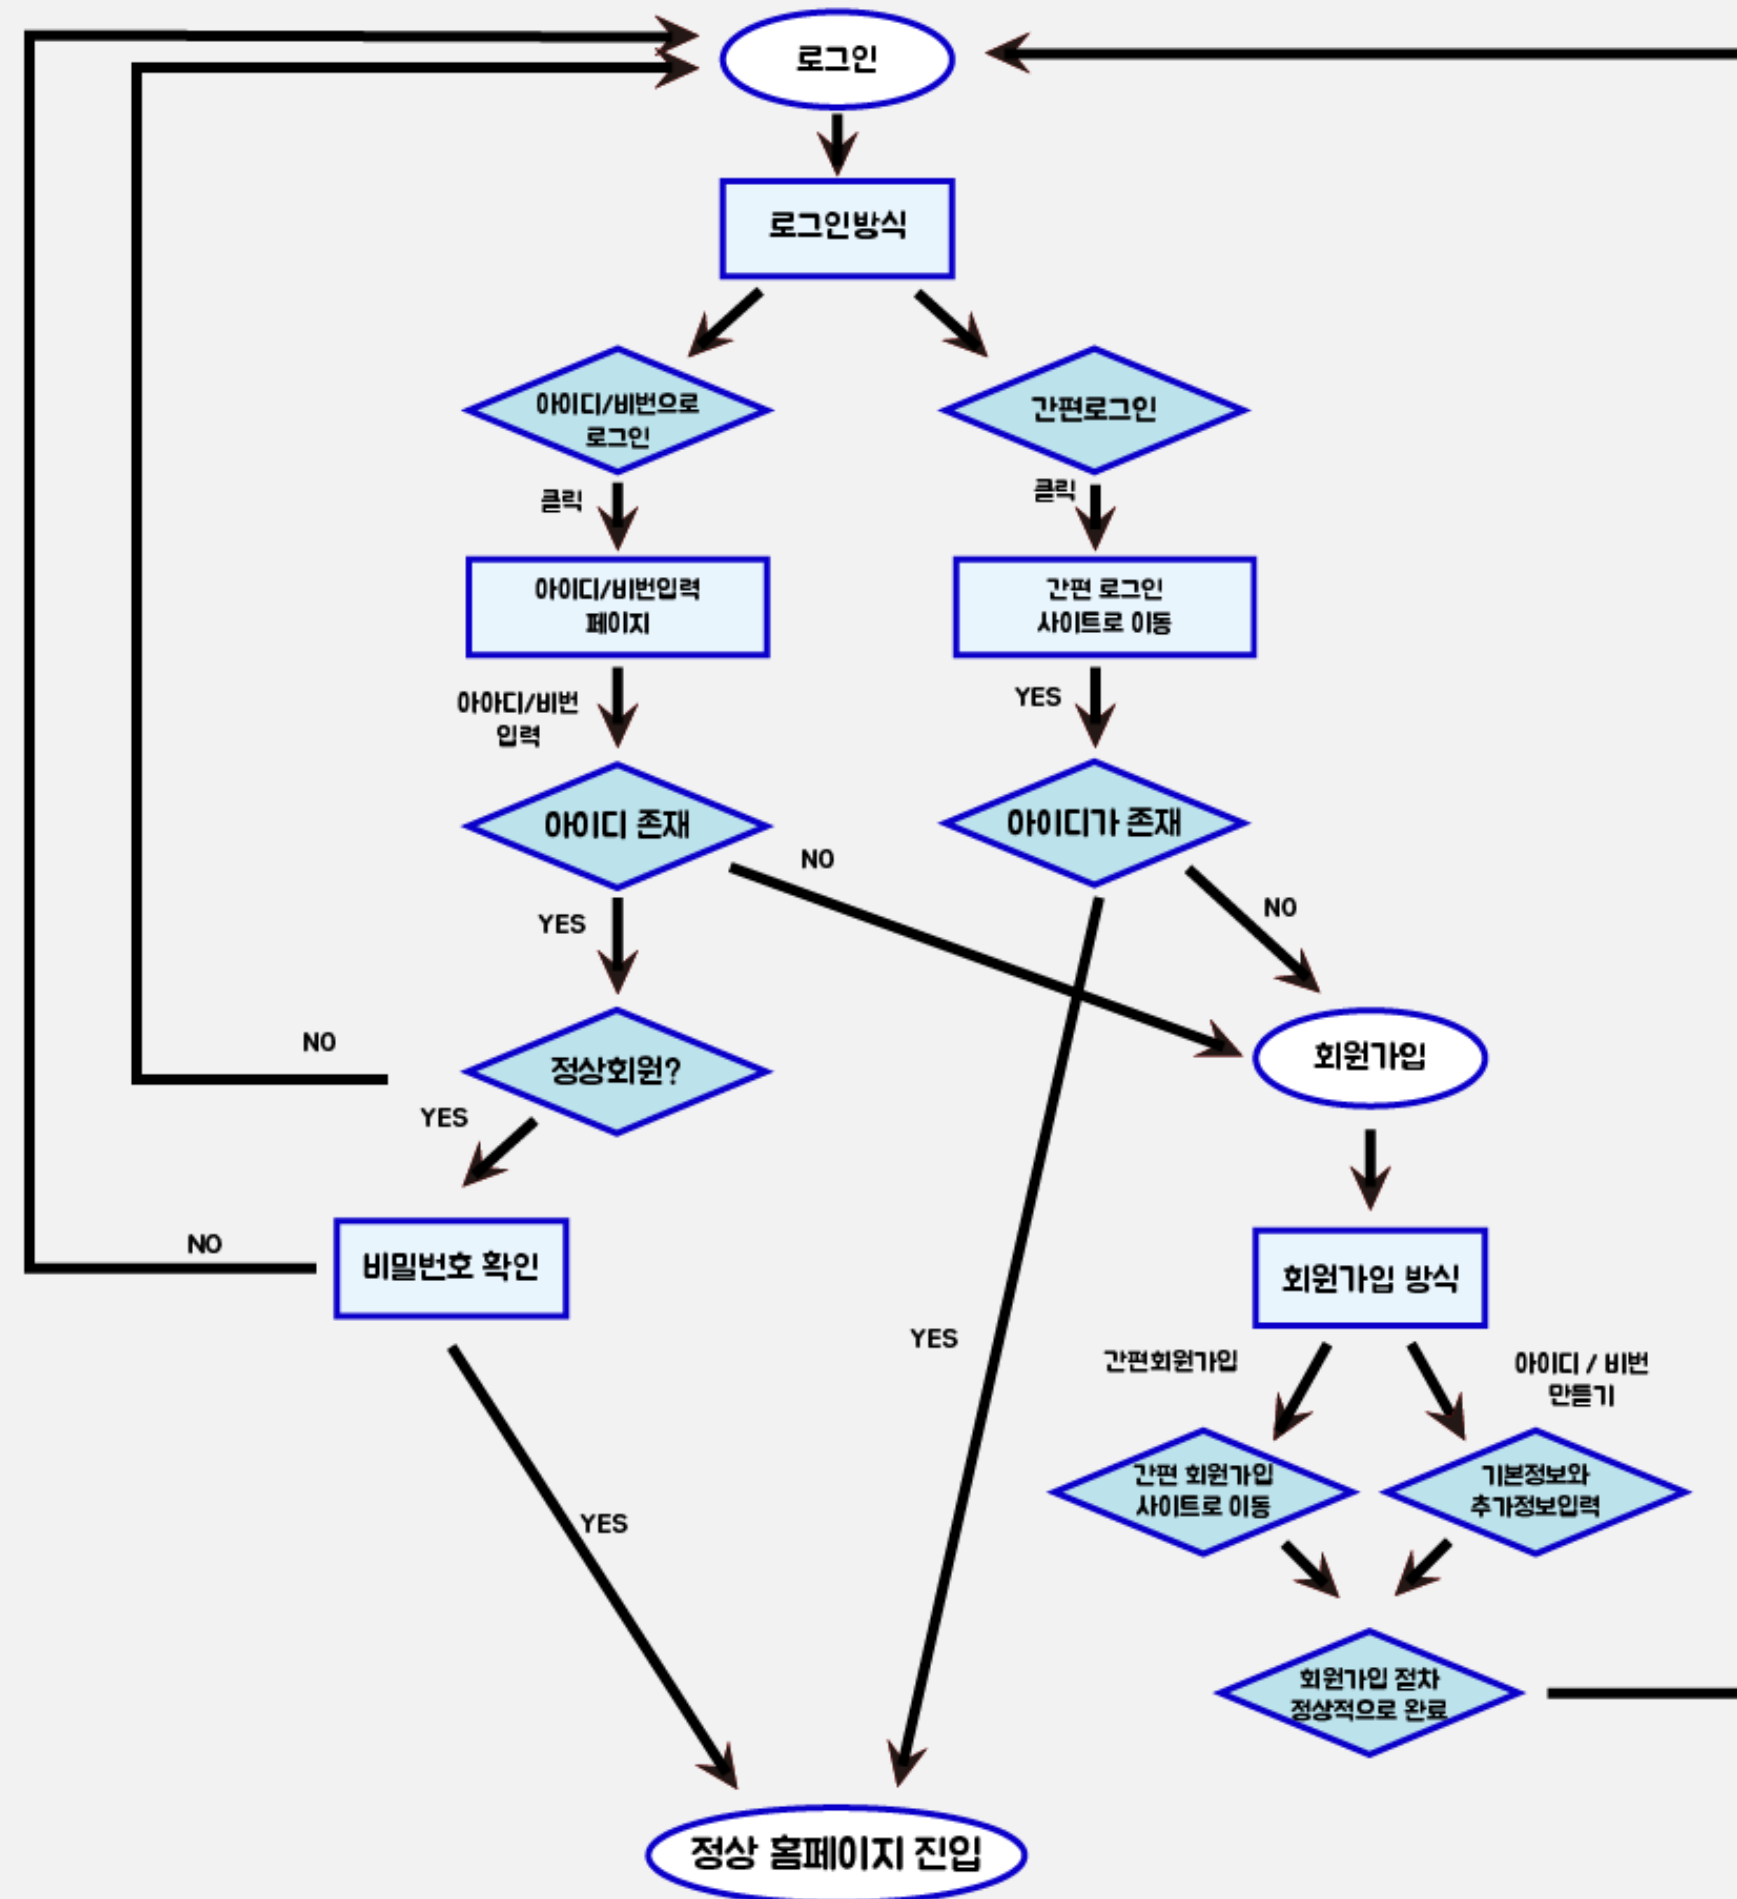 로그인
로그인방식
아이디/비번으로
로그인
간편로그인
클릭
클릭
아이디/비번입력
페이지
간편 로그인
사이트로 이동
아아디/비번
입력
YES
아이디 존재
아이디가 존재
NO
NO
YES
정상회원?
회원가입
NO
YES
비밀번호 확인
NO
회원가입 방식
YES
간편회원가입
아이디 / 비번
만들기
간편 회원가입
사이트로 이동
기본정보와
추가정보입력
YES
회원가입 절차
정상적으로 완료
정상 홈페이지 진입